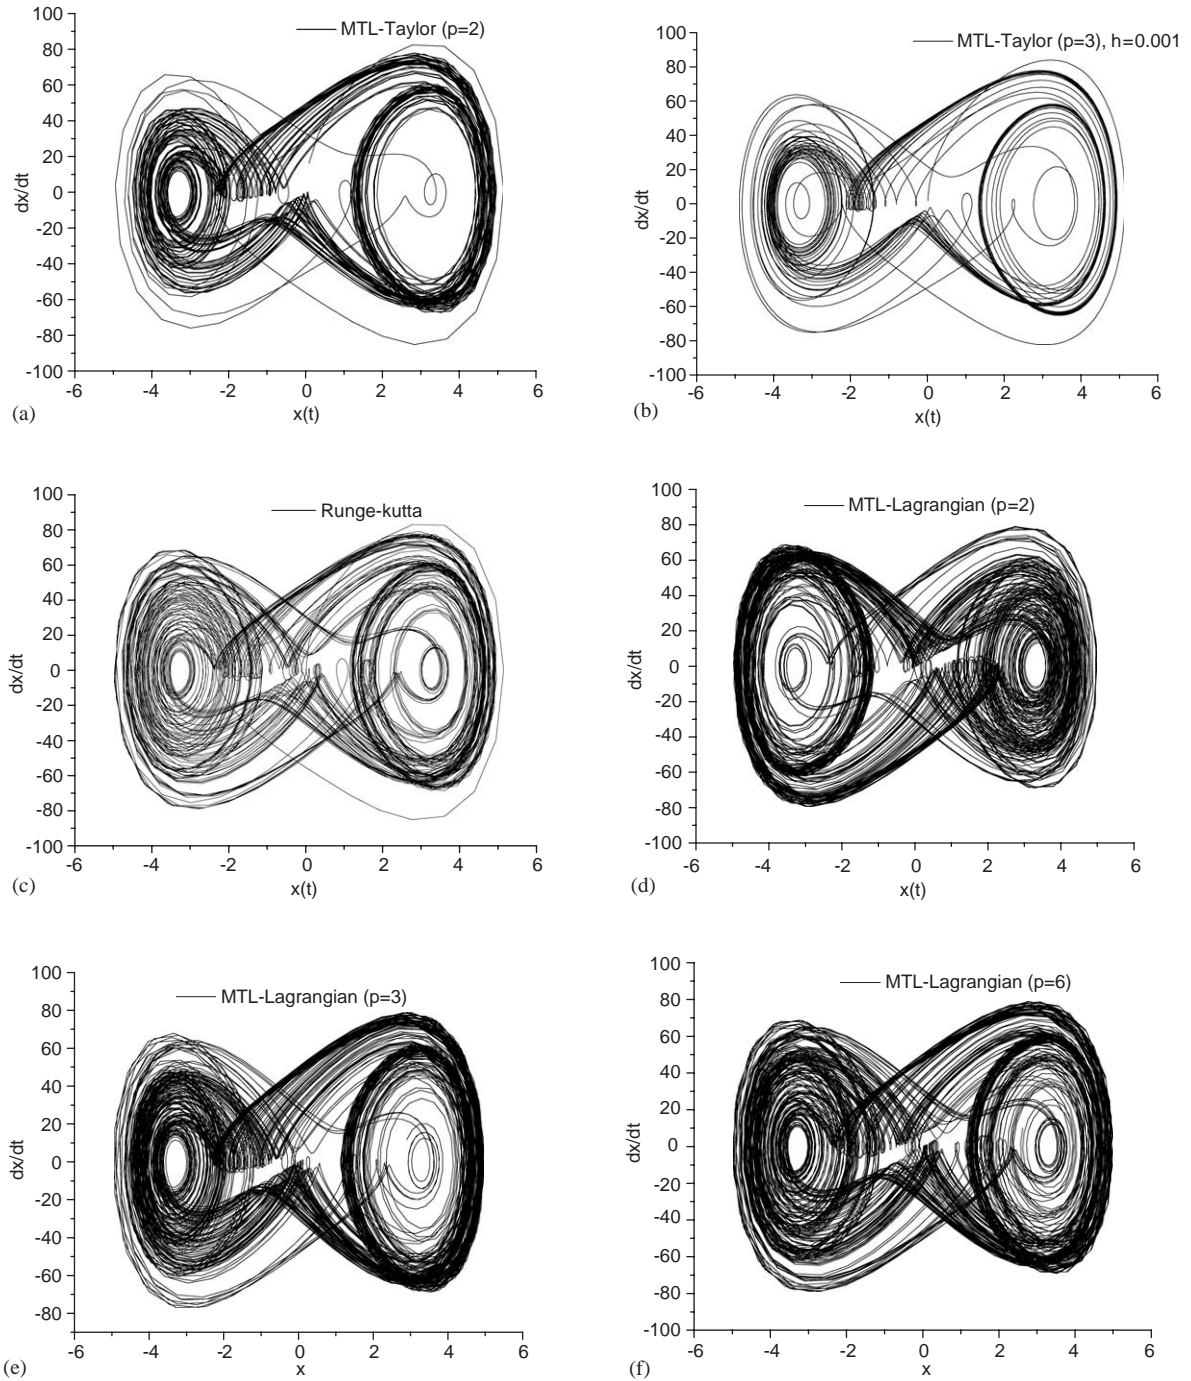 100
80
60
40
20
0
-20
-40
-60
-80
-100
dx/dt
MTL-Taylor (p=2)
-6 -4 -2 0 2 4 6
x(t)
(a)
100
80
60
40
20
0
-20
-40
-60
-80
-100
dx/dt
MTL-Taylor (p=3), h=0.001
-6 -4 -2 0 2 4 6
x(t)
(b)
100
80
60
40
20
0
-20
-40
-60
-80
-100
dx/dt
Runge-kutta
-6 -4 -2 0 2 4 6
x(t)
(c)
100
80
60
40
20
0
-20
-40
-60
-80
-100
dx/dt
MTL-Lagrangian (p=2)
-6 -4 -2 0 2 4 6
x(t)
(d)
100
80
60
40
20
0
-20
-40
-60
-80
dx/dt
MTL-Lagrangian (p=3)
-6 -4 -2 0 2 4 6
x
(e)
100
80
60
40
20
0
-20
-40
-60
-80
-100
dx/dt
MTL-Lagrangian (p=6)
-6 -4 -2 0 2 4 6
x
(f)